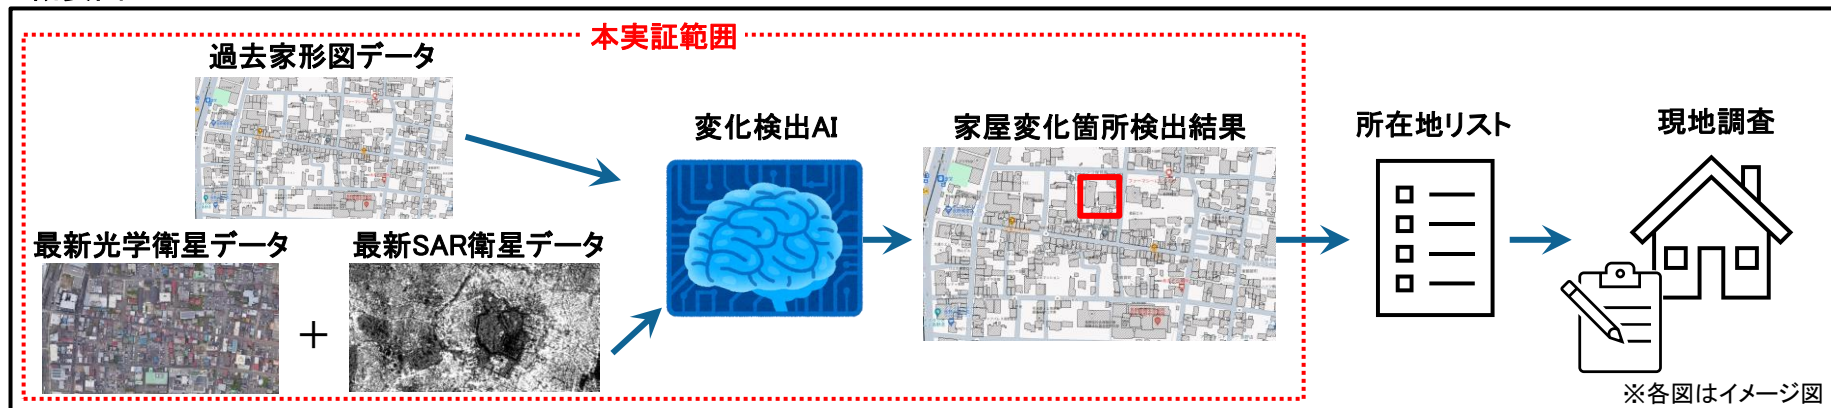 本実証範囲
過去家形図データ
変化検出AI
家屋変化箇所検出結果
所在地リスト
現地調査
最新光学衛星データ
最新SAR衛星データ
+
※各図はイメージ図